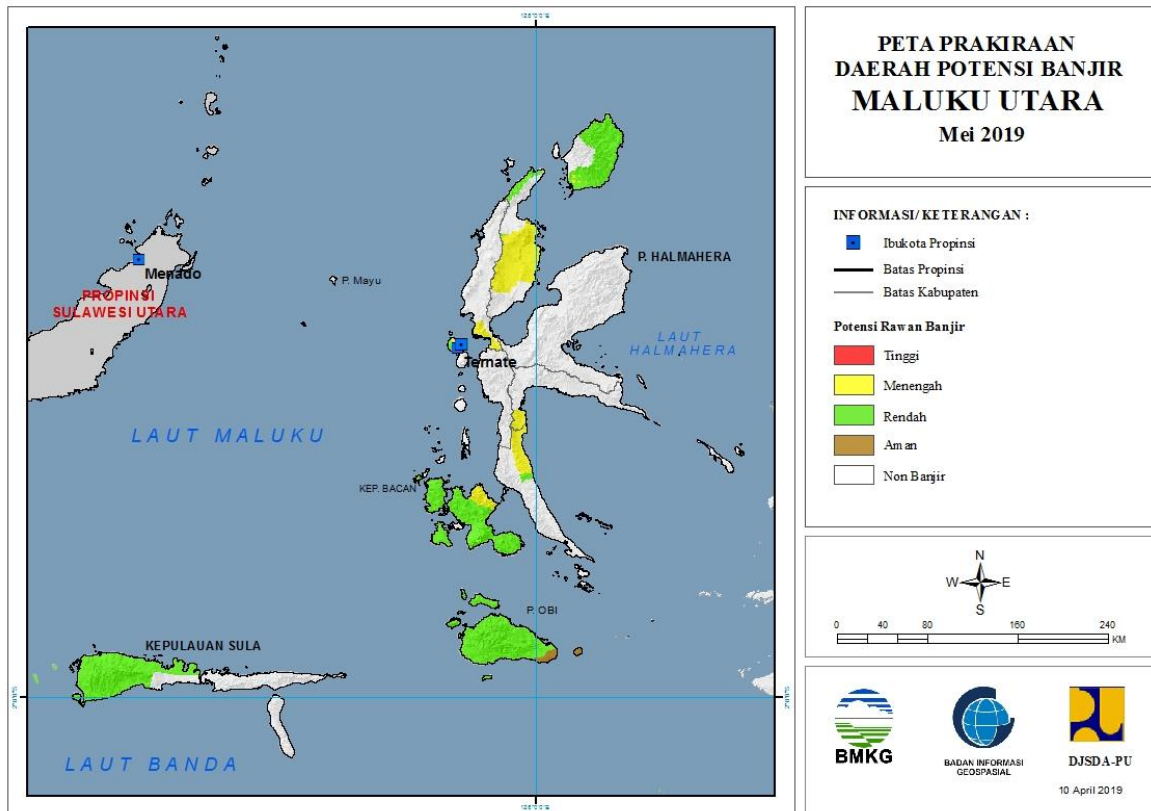 PETA PRAKIRAAN
DAERAH POTENSI BANJIR
MALUKU UTARA
Mei 2019
INFORMASI/ KETERANGAN :
Ibukota Propinsi
Batas Propinsi
Batas Kabupaten
Potensi Rawan Banjir
Tinggi
Menengah
Rendah
Aman
Non Banjir
N
W E
S
0 40 80 160 240
KM
BMKG
BADAN INFORMASI
GEOSPASIAL
DJSDA-PU
10 April 2019
Menado
PROPINSI
SULAWESI UTARA
P. Mayu
P. HALMAHERA
LAUT
HALMAHERA
Ternate
LAUT MALUKU
KEP. BACAN
P. OBI
KEPULAUAN SULA
LAUT BANDA